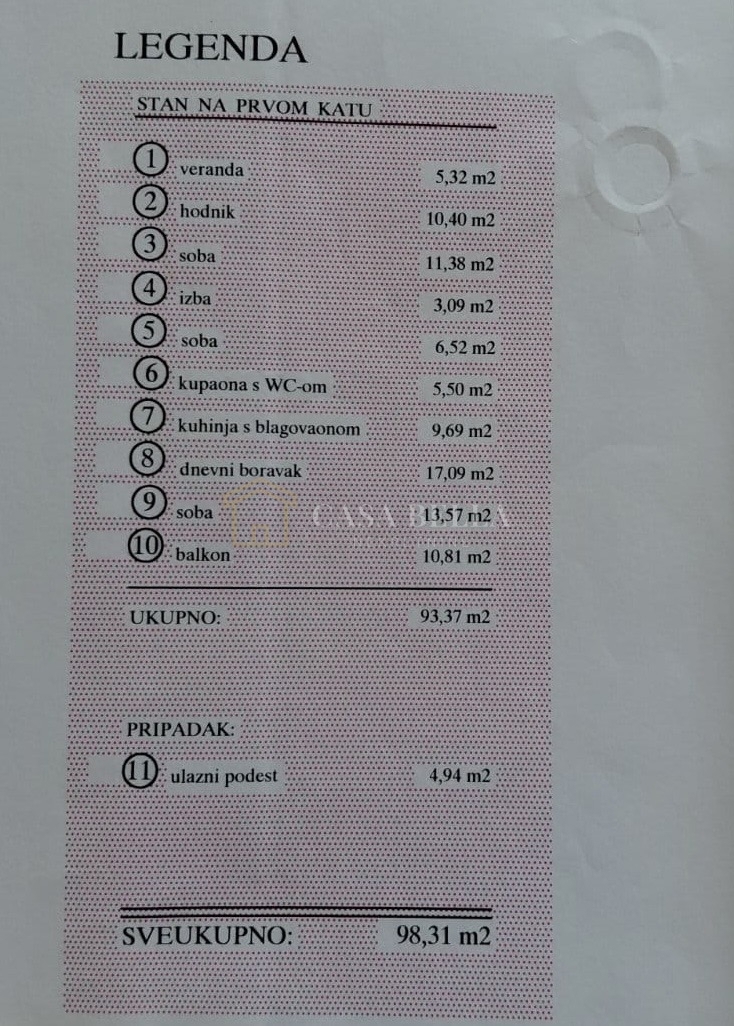 LEGENDA
STAN NA PRVOM KATU
1 veranda 5,32 m2
2 hodnik 10,40 m2
3 soba 11,38 m2
4 izba 3,09 m2
5 soba 6,52 m2
6 kupaona s WC-om 5,50 m2
7 kuhinja s blagovaonom 9,69 m2
8 dnevni boravak 17,09 m2
9 soba 13,57 m2
CASA BELLA
10 balkon 10,81 m2
UKUPNO: 93,37 m2
PRIPADAK:
11 ulazni podest 4,94 m2
SVEUKUPNO: 98,31 m2